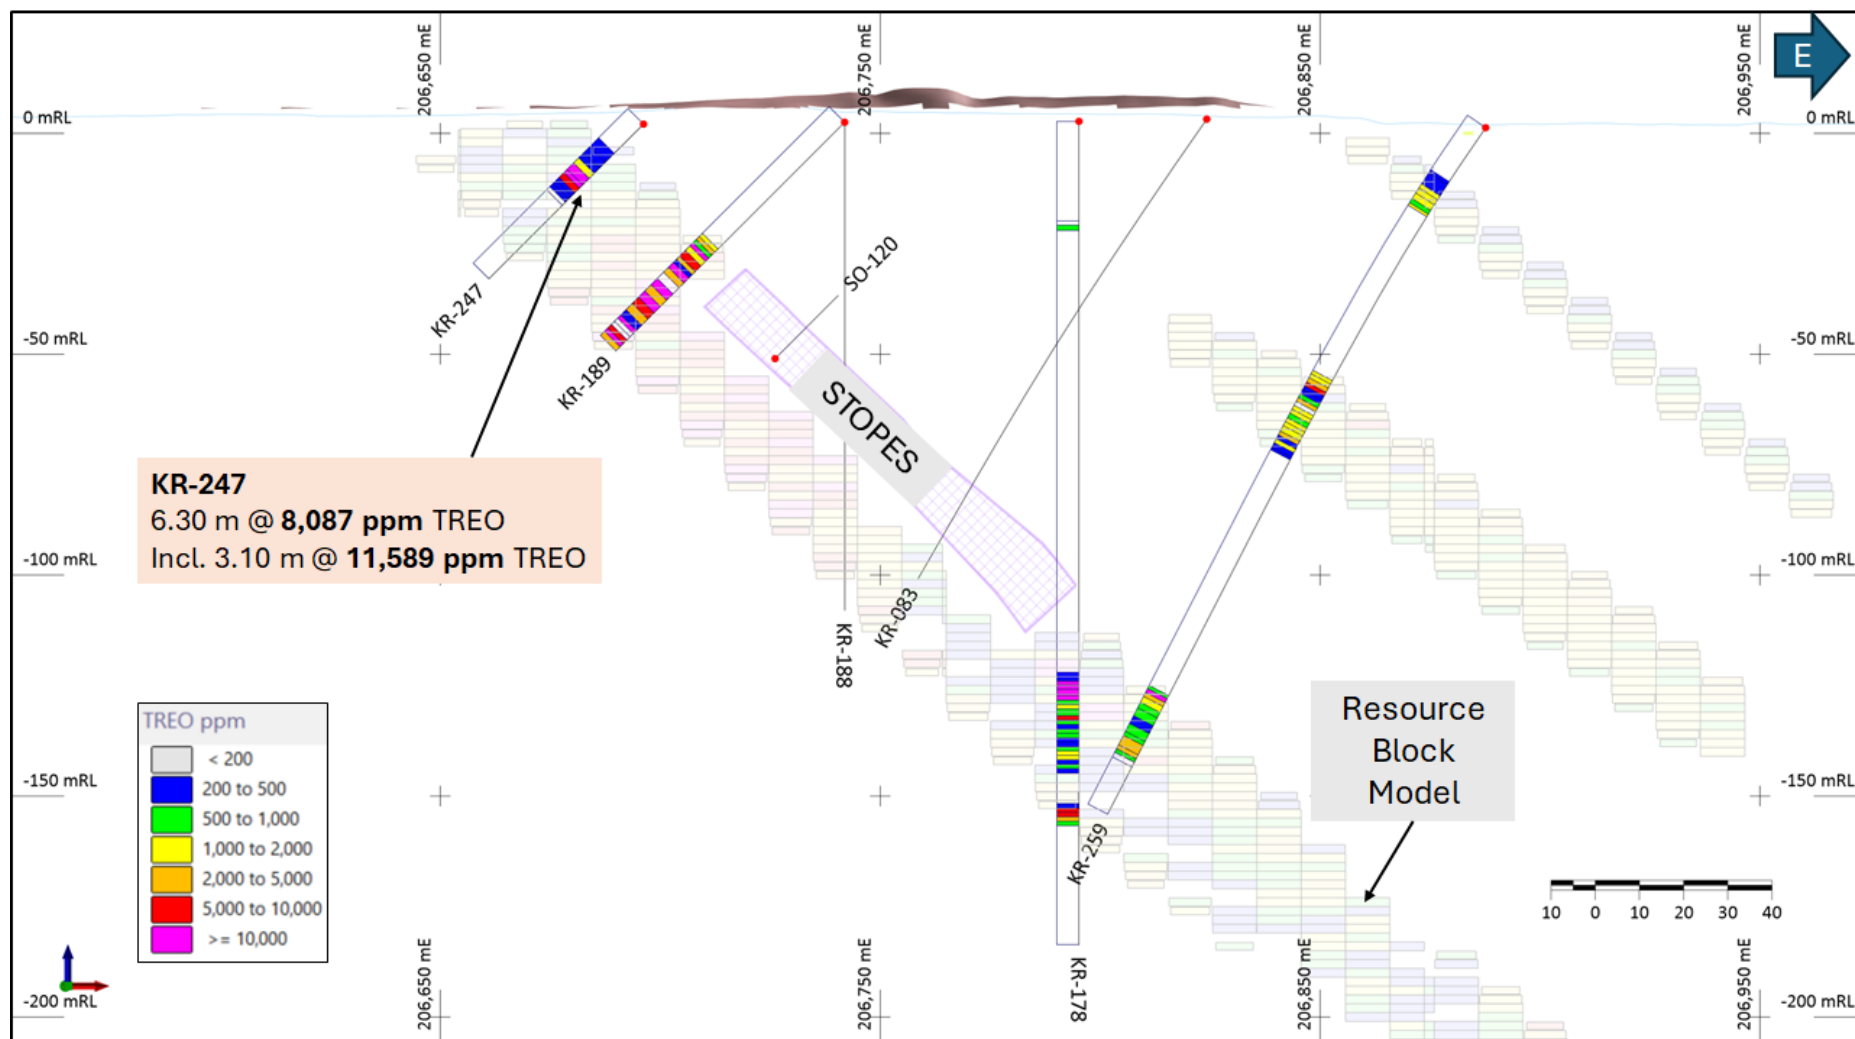 206,650 mE
206,750 mE
206,850 mE
206,950 mE
E
0 mRL
0 mRL
-50 mRL
-50 mRL
-100 mRL
-100 mRL
-150 mRL
-150 mRL
-200 mRL
-200 mRL
KR-247
KR-189
SO-120
STOPES
KR-083
KR-188
KR-178
KR-259
KR-247
6.30 m @ 8,087 ppm TREO
Incl. 3.10 m @ 11,589 ppm TREO
TREO ppm
< 200
200 to 500
500 to 1,000
1,000 to 2,000
2,000 to 5,000
5,000 to 10,000
>= 10,000
Resource
Block
Model
10 0 10 20 30 40
206,650 mE
206,750 mE
206,850 mE
206,950 mE